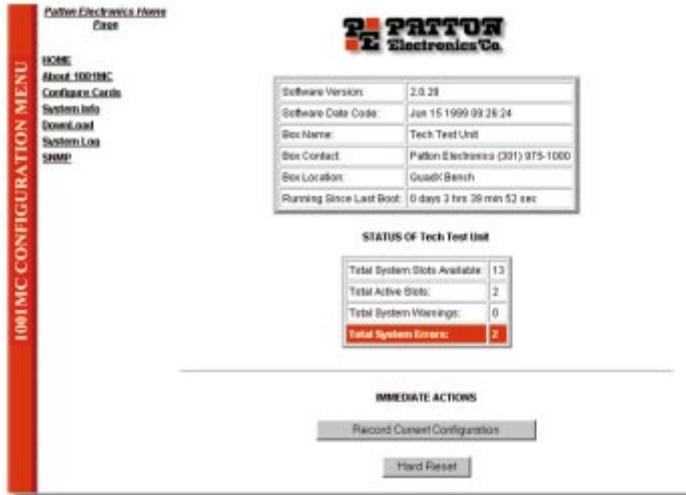 Patton Electronics Home
Page
HOME
About 1001MC
Configure Cards
System Info
DownLoad
System Log
SNMP
1001MC CONFIGURATION MENU
PE PATTON
Electronics Co.
Software Version: 2.0.28
Software Date Code: Jun 15 1999 09:26:24
Box Name: Tech Test Unit
Box Contact: Patton Electronics (301) 975-1000
Box Location: QuadX Bench
Running Since Last Boot: 0 days 3 hrs 39 min 52 sec
STATUS OF Tech Test Unit
Total System Slots Available: 13
Total Active Slots: 2
Total System Warnings: 0
Total System Errors: 2
IMMEDIATE ACTIONS
Record Current Configuration
Hard Reset